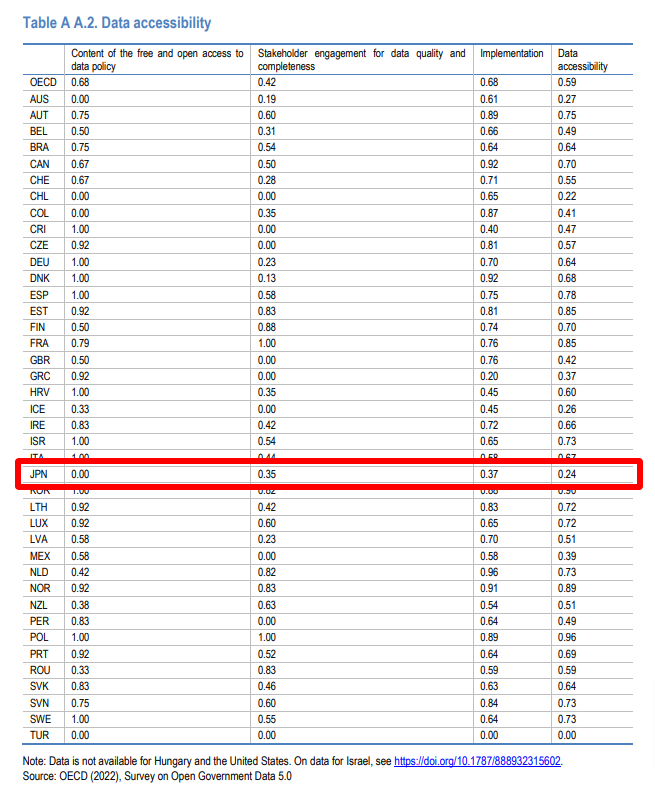 Table A A.2. Data accessibility
Content of the free and open access to data policy Stakeholder engagement for data quality and completeness Implementation Data accessibility
OECD 0.68 0.42 0.68 0.59
AUS 0.00 0.19 0.61 0.27
AUT 0.75 0.60 0.89 0.75
BEL 0.50 0.31 0.66 0.49
BRA 0.75 0.54 0.64 0.64
CAN 0.67 0.50 0.92 0.70
CHE 0.67 0.28 0.71 0.55
CHL 0.00 0.00 0.65 0.22
COL 0.00 0.35 0.87 0.41
CRI 1.00 0.00 0.40 0.47
CZE 0.92 0.00 0.81 0.57
DEU 1.00 0.23 0.70 0.64
DNK 1.00 0.13 0.92 0.68
ESP 1.00 0.58 0.75 0.78
EST 0.92 0.83 0.81 0.85
FIN 0.50 0.88 0.74 0.70
FRA 0.79 1.00 0.76 0.85
GBR 0.50 0.00 0.76 0.42
GRC 0.92 0.00 0.20 0.37
HRV 1.00 0.35 0.45 0.60
ICE 0.33 0.00 0.45 0.26
IRE 0.83 0.42 0.72 0.66
ISR 1.00 0.54 0.65 0.73
ITA 1.00 0.44 0.58 0.67
JPN 0.00 0.35 0.37 0.24
KOR 1.00 0.82 0.90
LTH 0.92 0.42 0.83 0.72
LUX 0.92 0.60 0.65 0.72
LVA 0.58 0.23 0.70 0.51
MEX 0.58 0.00 0.58 0.39
NLD 0.42 0.82 0.96 0.73
NOR 0.92 0.83 0.91 0.89
NZL 0.38 0.63 0.54 0.51
PER 0.83 0.00 0.64 0.49
POL 1.00 1.00 0.89 0.96
PRT 0.92 0.52 0.64 0.69
ROU 0.33 0.83 0.59 0.59
SVK 0.83 0.46 0.63 0.64
SVN 0.75 0.60 0.84 0.73
SWE 1.00 0.55 0.64 0.73
TUR 0.00 0.00 0.00 0.00
Note: Data is not available for Hungary and the United States. On data for Israel, see https://doi.org/10.1787/888932315602.
Source: OECD (2022), Survey on Open Government Data 5.0